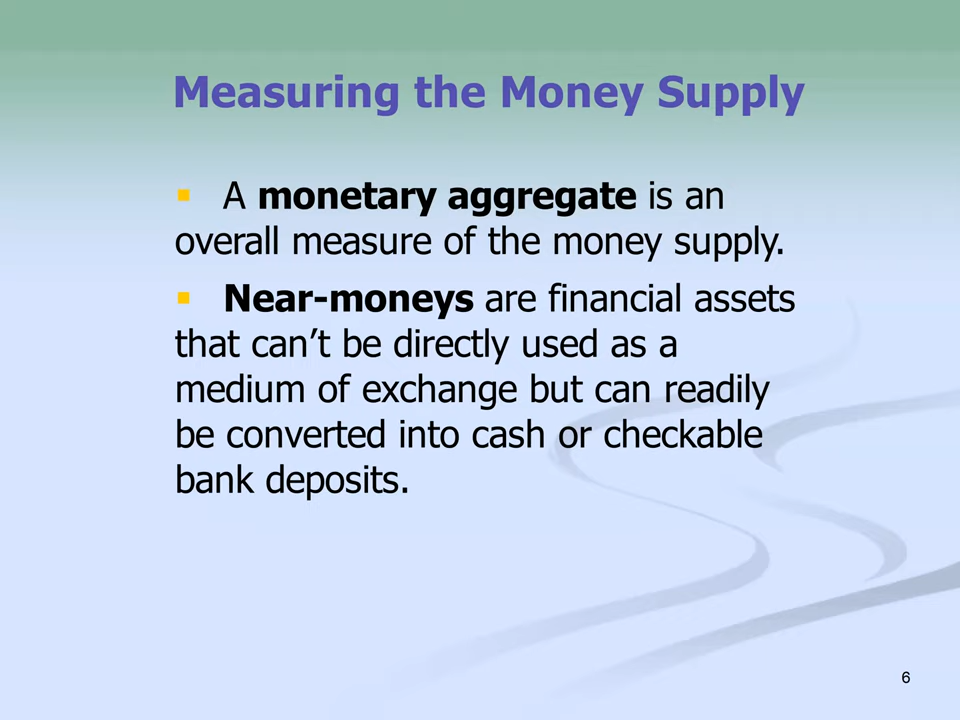 Measuring the Money Supply
▪ A monetary aggregate is an
overall measure of the money supply.
▪ Near-moneys are financial assets
that can’t be directly used as a
medium of exchange but can readily
be converted into cash or checkable
bank deposits.
6